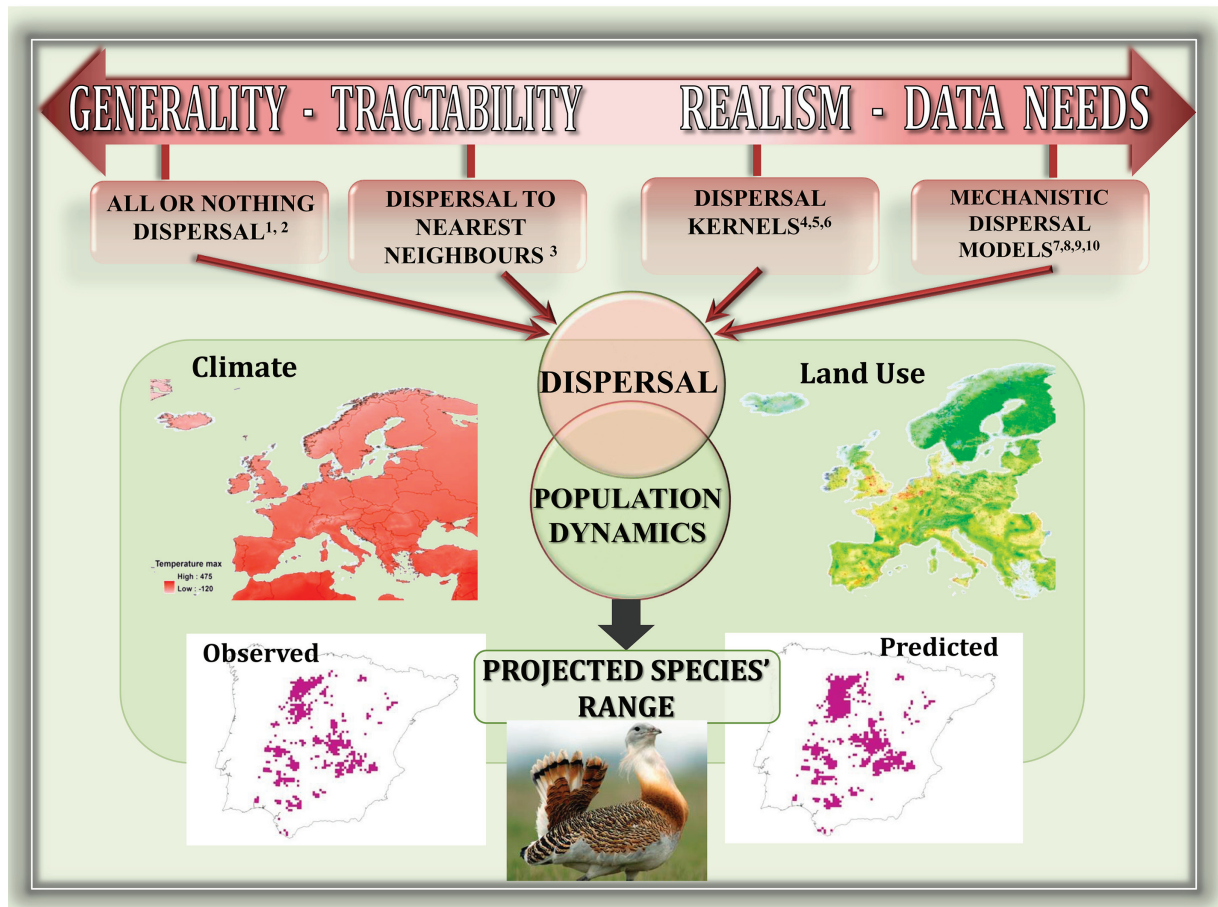 GENERALITY - TRACTABILITY REALISM - DATA NEEDS
ALL OR NOTHING
DISPERSAL1, 2
DISPERSAL TO
NEAREST
NEIGHBOURS 3
DISPERSAL
KERNELS4,5,6
MECHANISTIC
DISPERSAL
MODELS7,8,9,10
Climate
DISPERSAL
Land Use
POPULATION
DYNAMICS
Temperature max
High : 475
Low : -120
Observed
PROJECTED SPECIES'
RANGE
Predicted